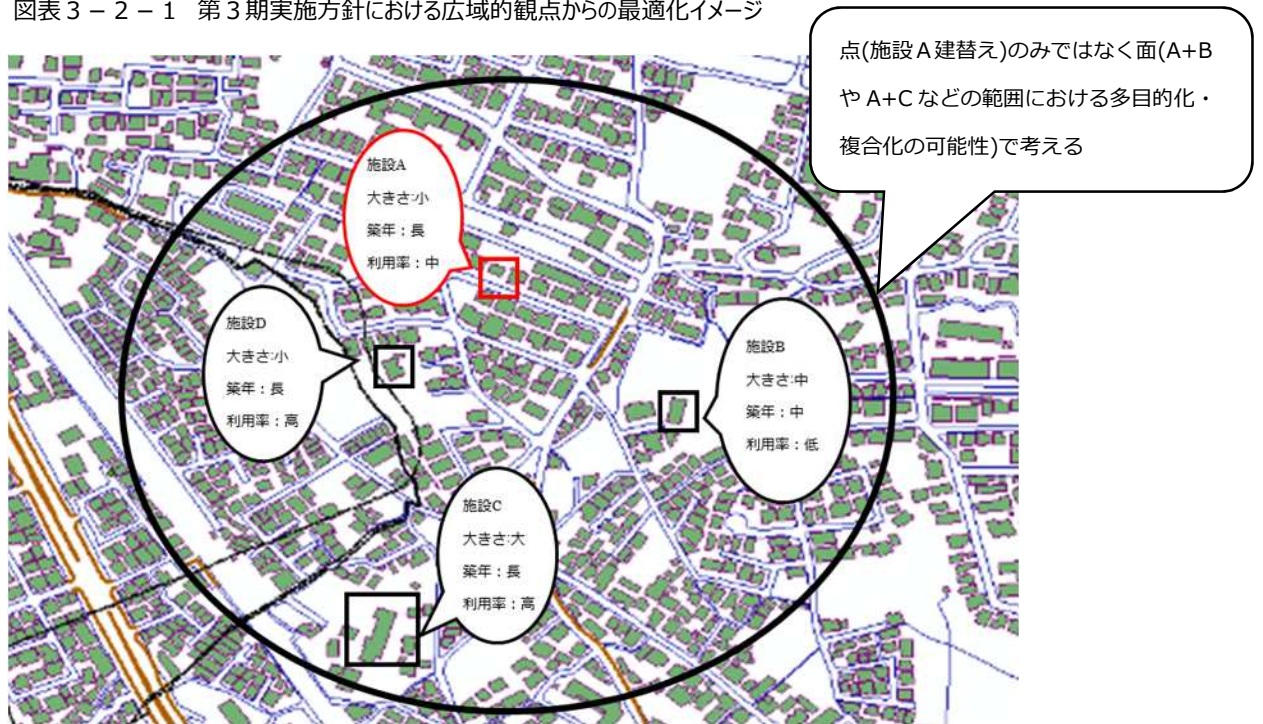 図表３－２－１ 第３期実施方針における広域的観点からの最適化イメージ
点(施設Ａ建替え)のみではなく面(A+B
や A+C などの範囲における多目的化・
複合化の可能性)で考える
施設A
大きさ:小
築年：長
利用率：中
施設D
大きさ:小
築年：長
利用率：高
施設B
大きさ:中
築年：中
利用率：低
施設C
大きさ:大
築年：長
利用率：高